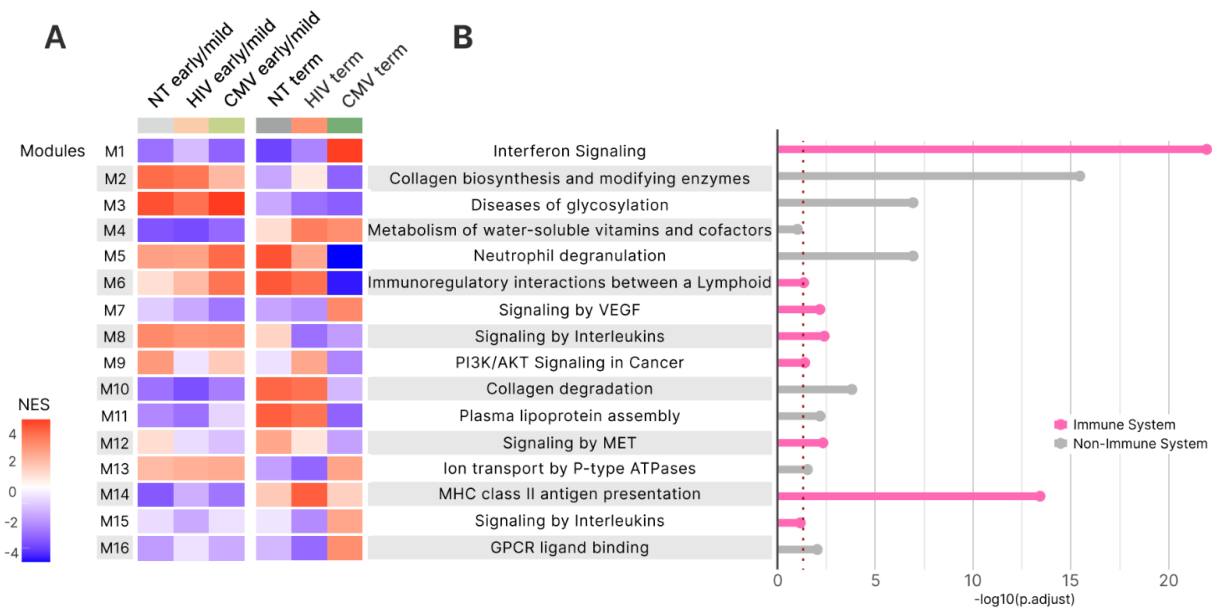 A
B
NT early/mild
HIV early/mild
CMV early/mild
NT term
HIV term
CMV term
Modules
M1 Interferon Signaling
M2 Collagen biosynthesis and modifying enzymes
M3 Diseases of glycosylation
M4 Metabolism of water-soluble vitamins and cofactors
M5 Neutrophil degranulation
M6 Immunoregulatory interactions between a Lymphoid
M7 Signaling by VEGF
M8 Signaling by Interleukins
M9 PI3K/AKT Signaling in Cancer
M10 Collagen degradation
M11 Plasma lipoprotein assembly
M12 Signaling by MET
M13 Ion transport by P-type ATPases
M14 MHC class II antigen presentation
M15 Signaling by Interleukins
M16 GPCR ligand binding
NES
4
2
0
-2
-4
Immune System
Non-Immune System
0 5 10 15 20
-log10(p.adjust)